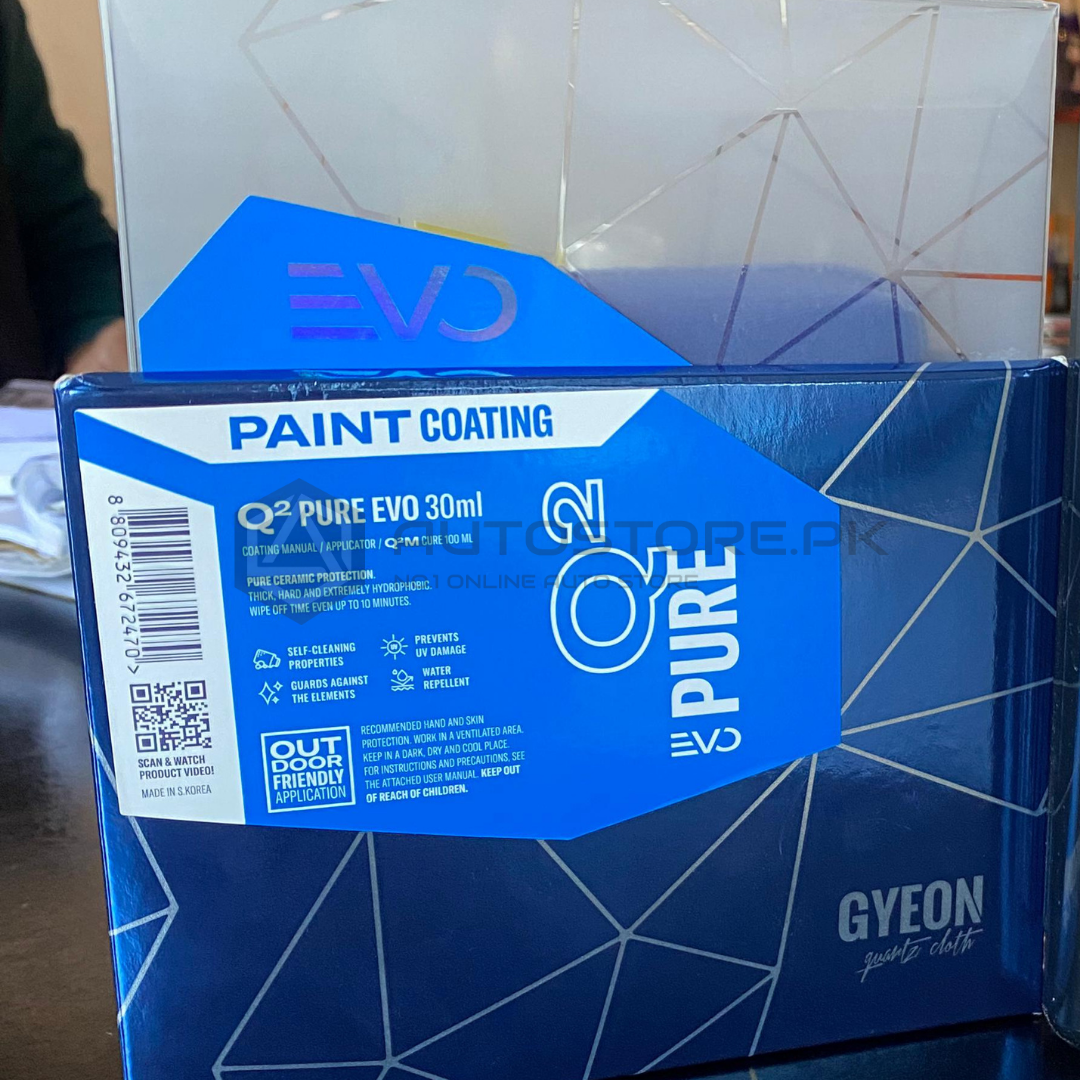 EVO
PAINT COATING
8 809432 672470 >
Q² PURE EVO 30ml
COATING MANUAL / APPLICATOR / Q²M CURE 100 ML
PURE CERAMIC PROTECTION.
THICK, HARD AND EXTREMELY HYDROPHOBIC.
WIPE OFF TIME EVEN UP TO 10 MINUTES.
SELF-CLEANING
PROPERTIES
PREVENTS
UV DAMAGE
GUARDS AGAINST
THE ELEMENTS
WATER
REPELLENT
OUT
DOOR
FRIENDLY
APPLICATION
RECOMMENDED HAND AND SKIN
PROTECTION. WORK IN A VENTILATED AREA.
KEEP IN A DARK, DRY AND COOL PLACE.
FOR INSTRUCTIONS AND PRECAUTIONS, SEE
THE ATTACHED USER MANUAL. KEEP OUT
OF REACH OF CHILDREN.
SCAN & WATCH
PRODUCT VIDEO!
MADE IN S.KOREA
Q²
PURE
EVO
GYEON
quartz cloth
AUTOSTORE.PK
NO.1 ONLINE AUTO STORE